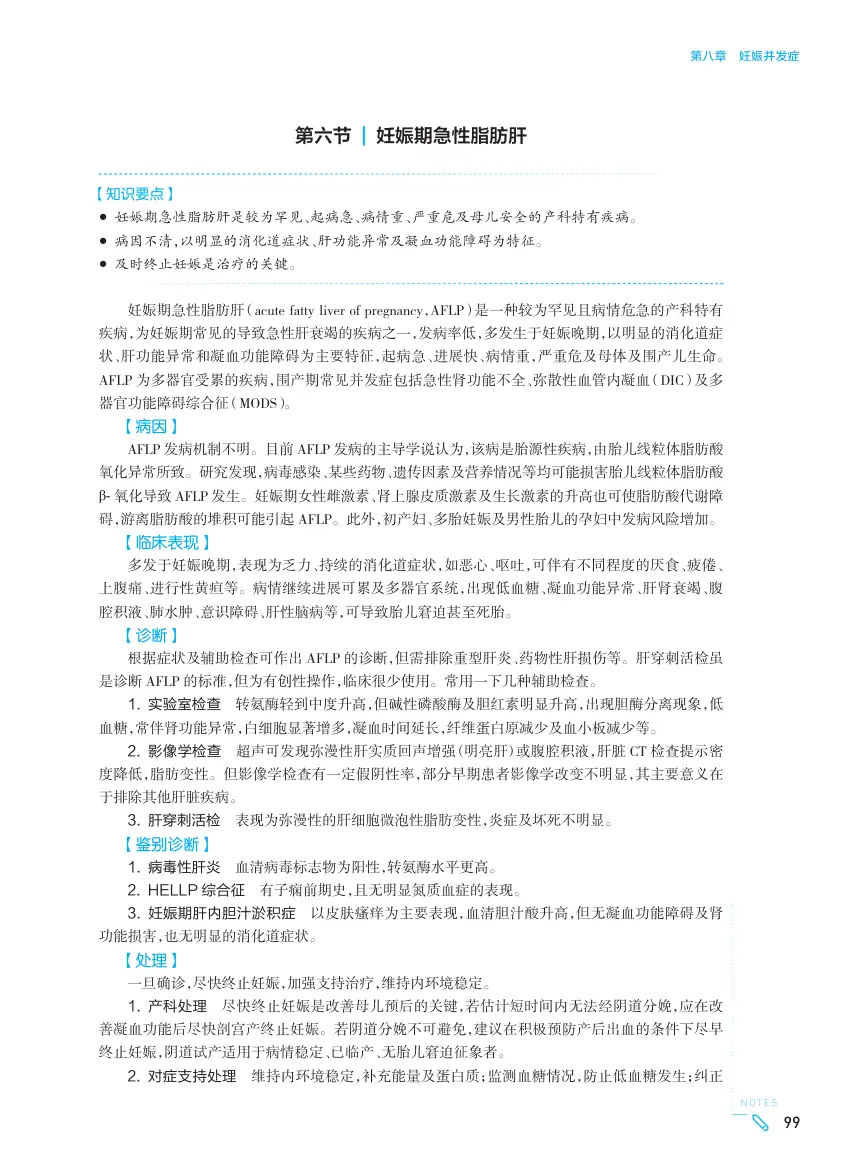 第八章　妊娠并发症
第六节 | 妊娠期急性脂肪肝
【知识要点】
● 妊娠期急性脂肪肝是较为罕见、起病急、病情重、严重危及母儿安全的产科特有疾病。
● 病因不清,以明显的消化道症状、肝功能异常及凝血功能障碍为特征。
● 及时终止妊娠是治疗的关键。
妊娠期急性脂肪肝(acute fatty liver of pregnancy,AFLP)是一种较为罕见且病情危急的产科特有
疾病,为妊娠期常见的导致急性肝衰竭的疾病之一,发病率低,多发生于妊娠晚期,以明显的消化道症
状、肝功能异常和凝血功能障碍为主要特征,起病急、进展快、病情重,严重危及母体及围产儿生命。
AFLP 为多器官受累的疾病,围产期常见并发症包括急性肾功能不全、弥散性血管内凝血(DIC)及多
器官功能障碍综合征(MODS)。
【病因】
AFLP 发病机制不明。目前 AFLP 发病的主导学说认为,该病是胎源性疾病,由胎儿线粒体脂肪酸
氧化异常所致。研究发现,病毒感染、某些药物、遗传因素及营养情况等均可能损害胎儿线粒体脂肪酸
β- 氧化导致 AFLP 发生。妊娠期女性雌激素、肾上腺皮质激素及生长激素的升高也可使脂肪酸代谢障
碍,游离脂肪酸的堆积可能引起 AFLP。此外,初产妇、多胎妊娠及男性胎儿的孕妇中发病风险增加。
【临床表现】
多发于妊娠晚期,表现为乏力、持续的消化道症状,如恶心、呕吐,可伴有不同程度的厌食、疲倦、
上腹痛、进行性黄疸等。病情继续进展可累及多器官系统,出现低血糖、凝血功能异常、肝肾衰竭、腹
腔积液、肺水肿、意识障碍、肝性脑病等,可导致胎儿窘迫甚至死胎。
【诊断】
根据症状及辅助检查可作出 AFLP 的诊断,但需排除重型肝炎、药物性肝损伤等。肝穿刺活检虽
是诊断 AFLP 的标准,但为有创性操作,临床很少使用。常用一下几种辅助检查。
1. 实验室检查　转氨酶轻到中度升高,但碱性磷酸酶及胆红素明显升高,出现胆酶分离现象,低
血糖,常伴肾功能异常,白细胞显著增多,凝血时间延长,纤维蛋白原减少及血小板减少等。
2. 影像学检查　超声可发现弥漫性肝实质回声增强(明亮肝)或腹腔积液,肝脏 CT 检查提示密
度降低,脂肪变性。但影像学检查有一定假阴性率,部分早期患者影像学改变不明显,其主要意义在
于排除其他肝脏疾病。
3. 肝穿刺活检　表现为弥漫性的肝细胞微泡性脂肪变性,炎症及坏死不明显。
【鉴别诊断】
1. 病毒性肝炎　血清病毒标志物为阳性,转氨酶水平更高。
2. HELLP 综合征　有子痫前期史,且无明显氮质血症的表现。
3. 妊娠期肝内胆汁淤积症　以皮肤瘙痒为主要表现,血清胆汁酸升高,但无凝血功能障碍及肾
功能损害,也无明显的消化道症状。
【处理】
一旦确诊,尽快终止妊娠,加强支持治疗,维持内环境稳定。
1. 产科处理　尽快终止妊娠是改善母儿预后的关键,若估计短时间内无法经阴道分娩,应在改
善凝血功能后尽快剖宫产终止妊娠。若阴道分娩不可避免,建议在积极预防产后出血的条件下尽早
终止妊娠,阴道试产适用于病情稳定、已临产、无胎儿窘迫征象者。
2. 对症支持处理　维持内环境稳定,补充能量及蛋白质;监测血糖情况,防止低血糖发生;纠正
NOTES
99